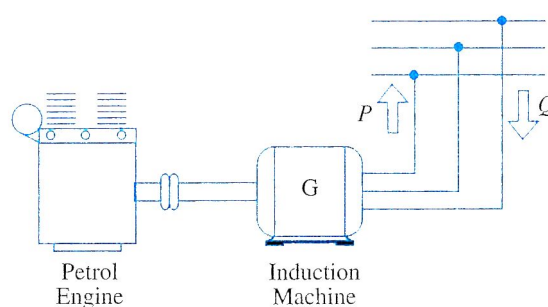 P
Q
G
Petrol
Engine
Induction
Machine